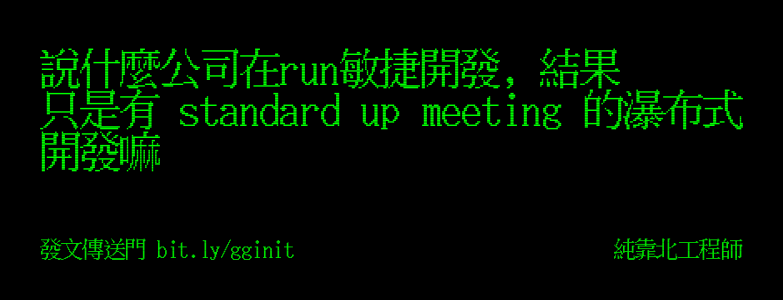 說什麼公司在run敏捷開發，結果
只是有 standard up meeting 的瀑布式
開發嘛
發文傳送門 bit.ly/gginit
純靠北工程師